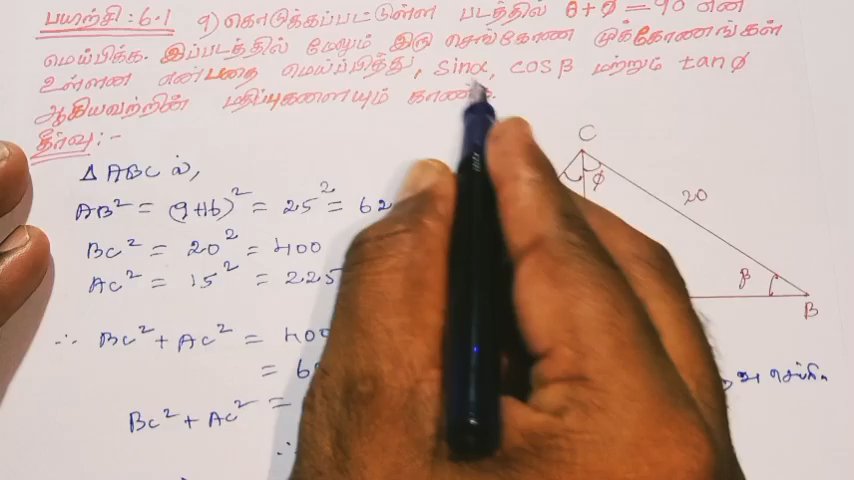 பயிற்சி : 6.1 9) கொடுக்கப்பட்டுள்ள படத்தில் θ + ϕ = 90 என
மெய்பிக்க. இப்படத்தில் மேலும் இரு செங்கோண முக்கோணங்கள்
உள்ளன என்பதை மெய்ப்பித்து, sinα, cosβ மற்றும் tan ϕ
ஆகியவற்றின் மதிப்புகளையும்
தீர்வு :-
Δ ABC ல்,
AB² = (9+16)² = 25² = 62
BC² = 20² = 400
AC² = 15² = 225
∴ BC² + AC² = 400
= 6
BC² + AC² =
∴
C
ϕ
20
β
B